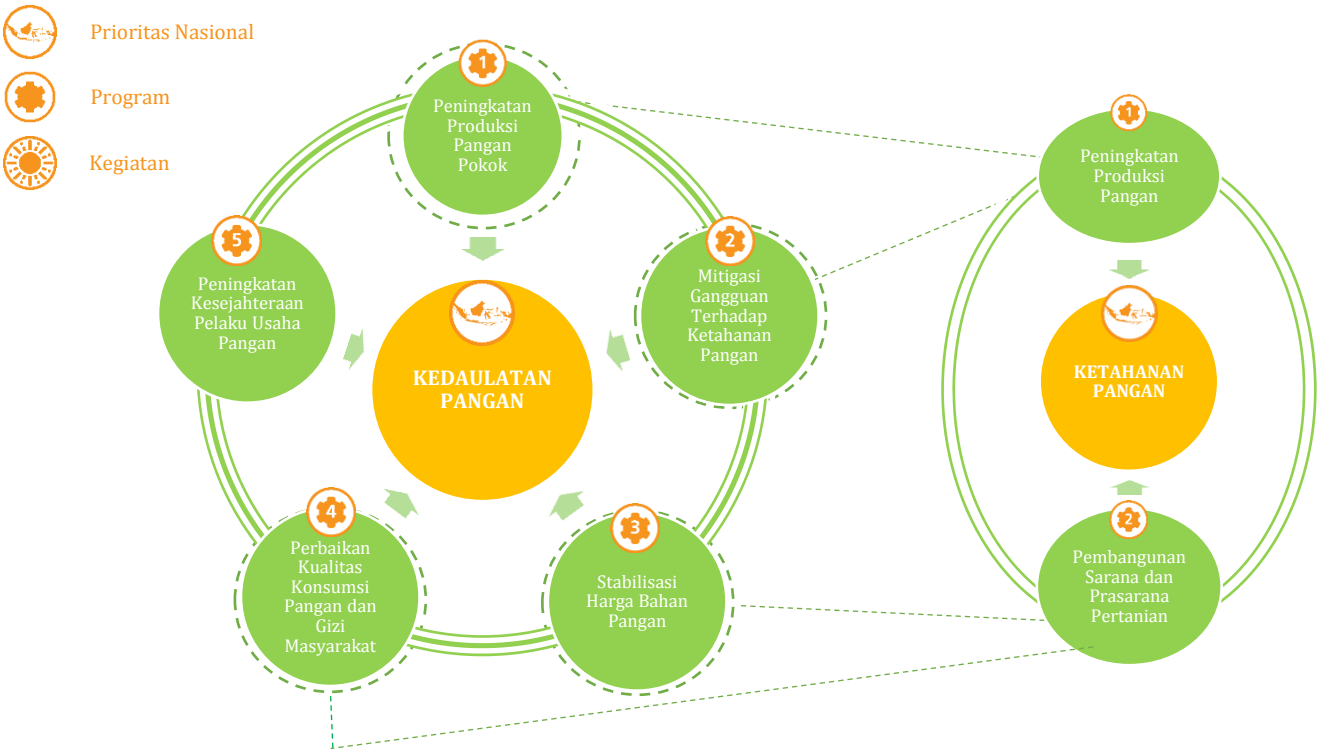 Prioritas Nasional
Program
Kegiatan
1
Peningkatan
Produksi
Pangan
Pokok
2
Mitigasi
Gangguan
Terhadap
Ketahanan
Pangan
3
Stabilisasi
Harga Bahan
Pangan
4
Perbaikan
Kualitas
Konsumsi
Pangan dan
Gizi
Masyarakat
5
Peningkatan
Kesejahteraan
Pelaku Usaha
Pangan
KEDAULATAN
PANGAN
1
Peningkatan
Produksi
Pangan
KETAHANAN
PANGAN
2
Pembangunan
Sarana dan
Prasarana
Pertanian